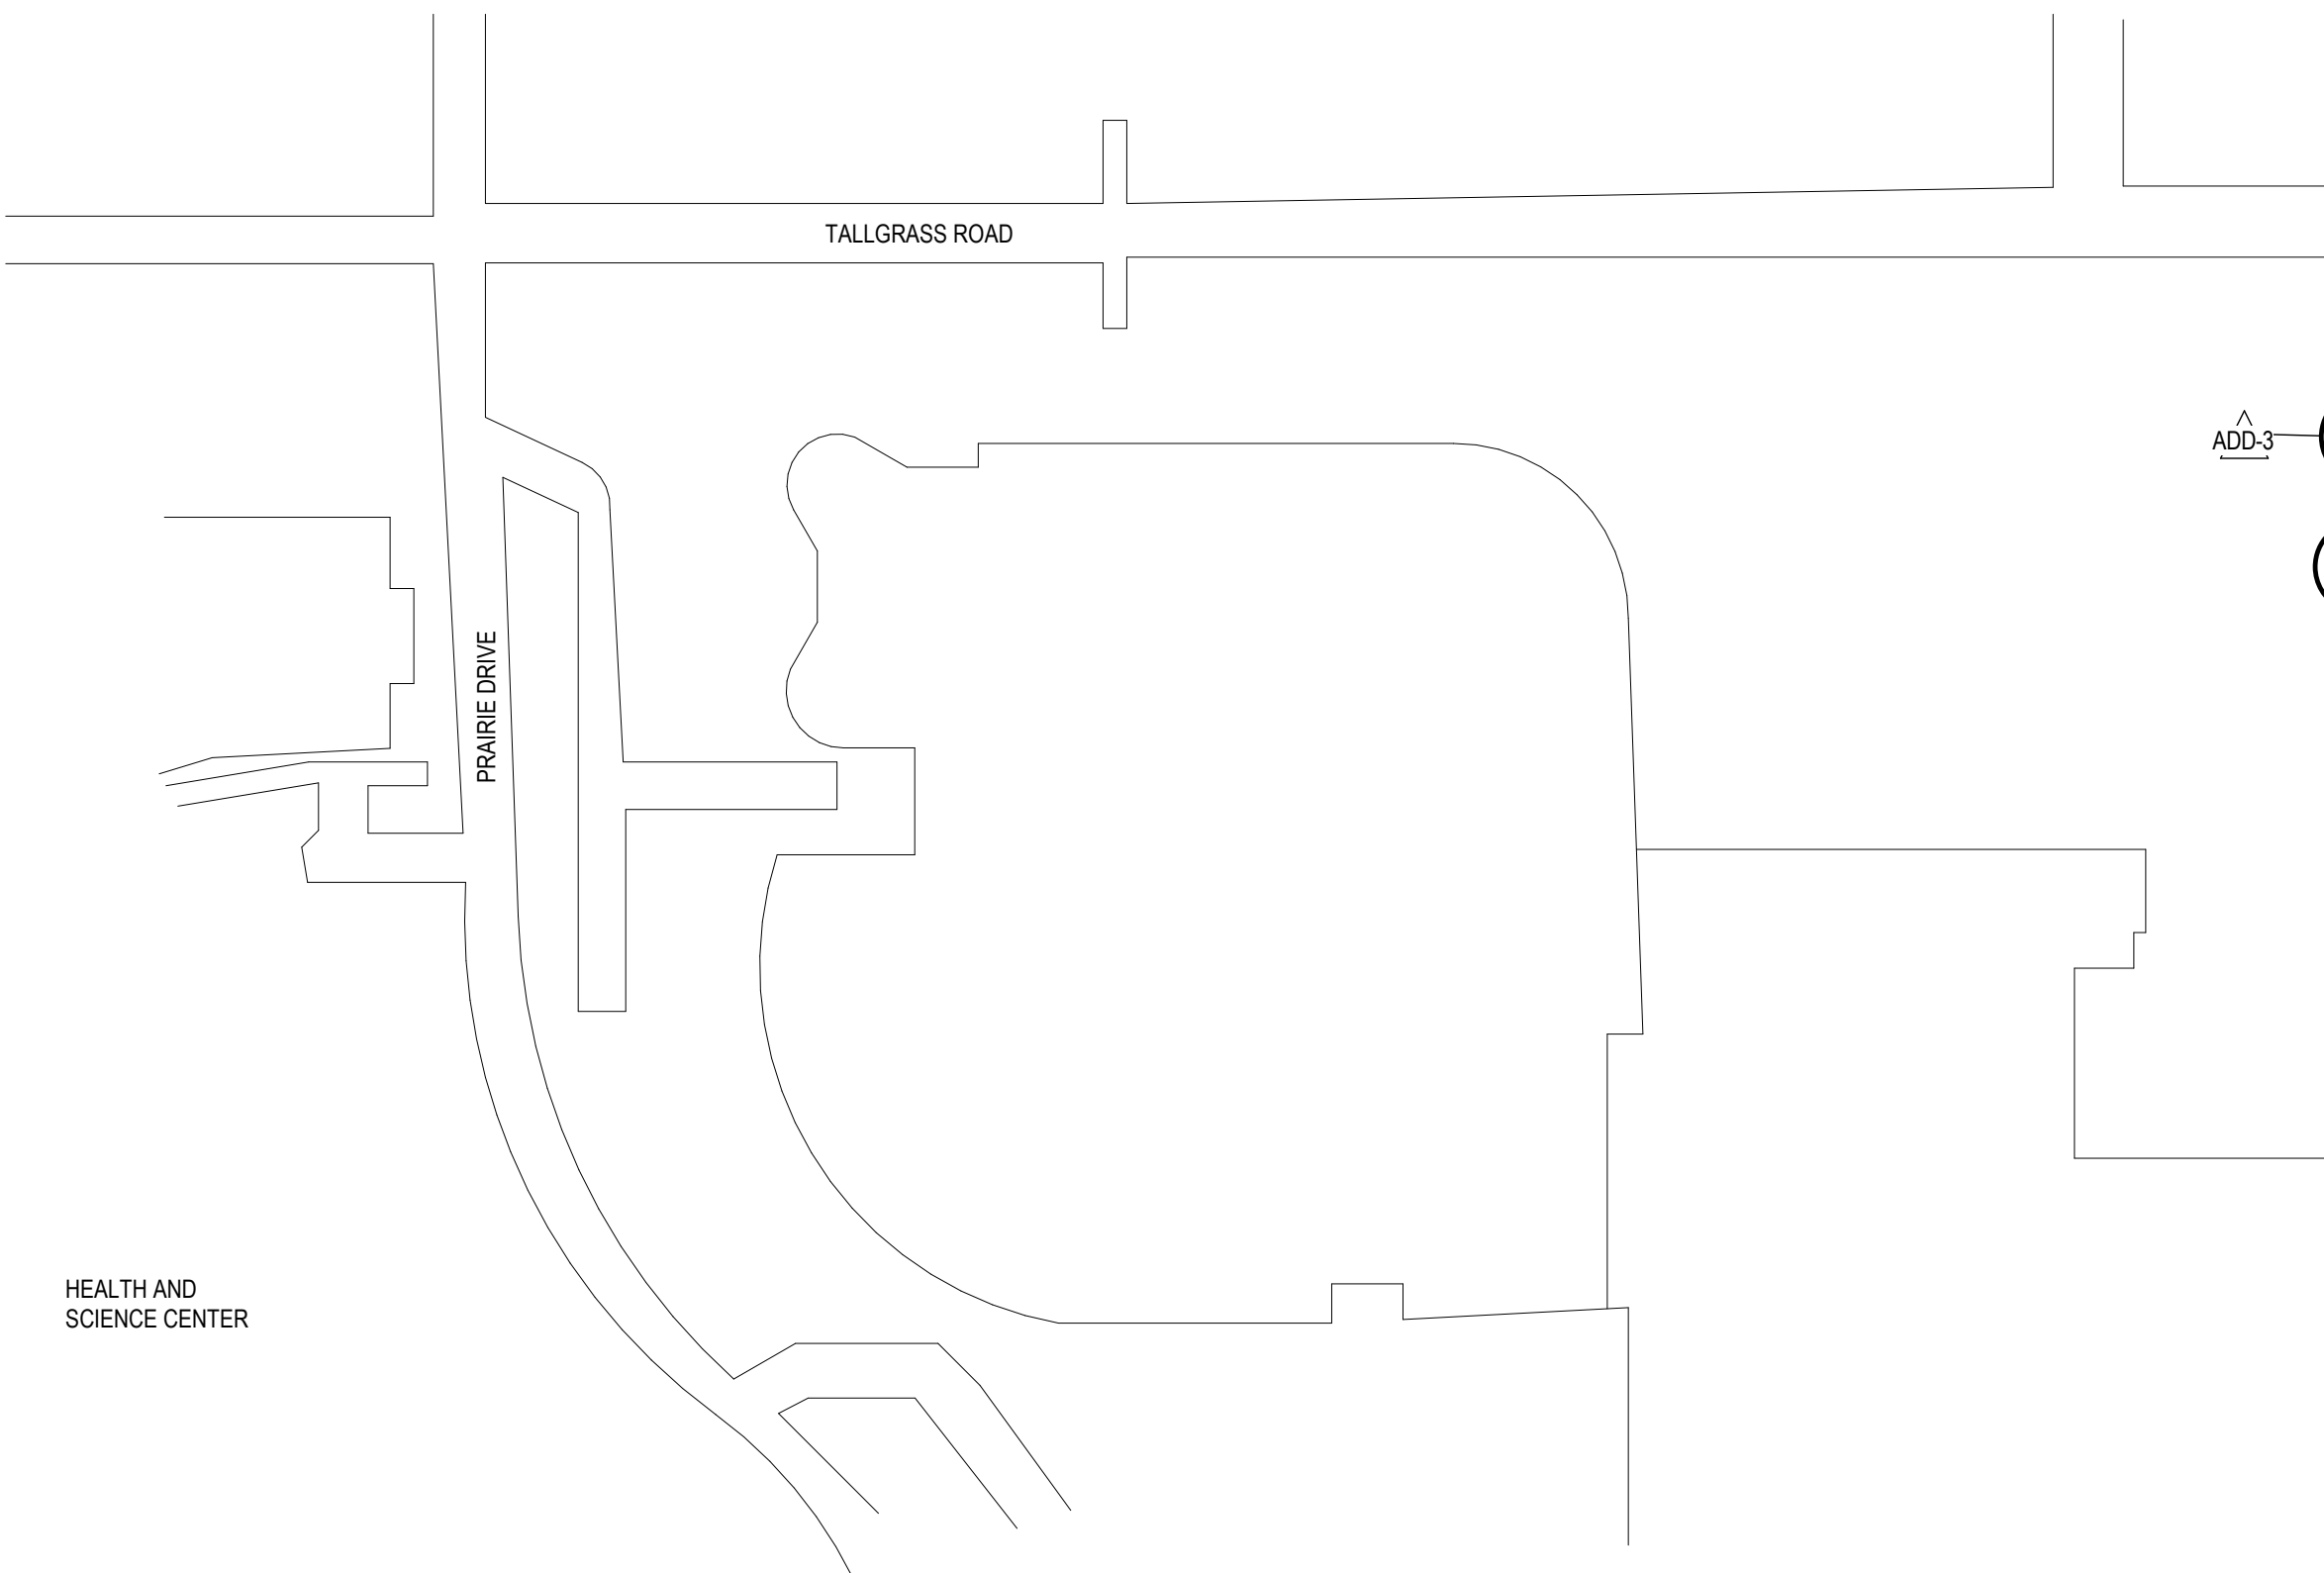 TALLGRASS ROAD
ADD-3
PRAIRIE DRIVE
HEALTH AND
SCIENCE CENTER